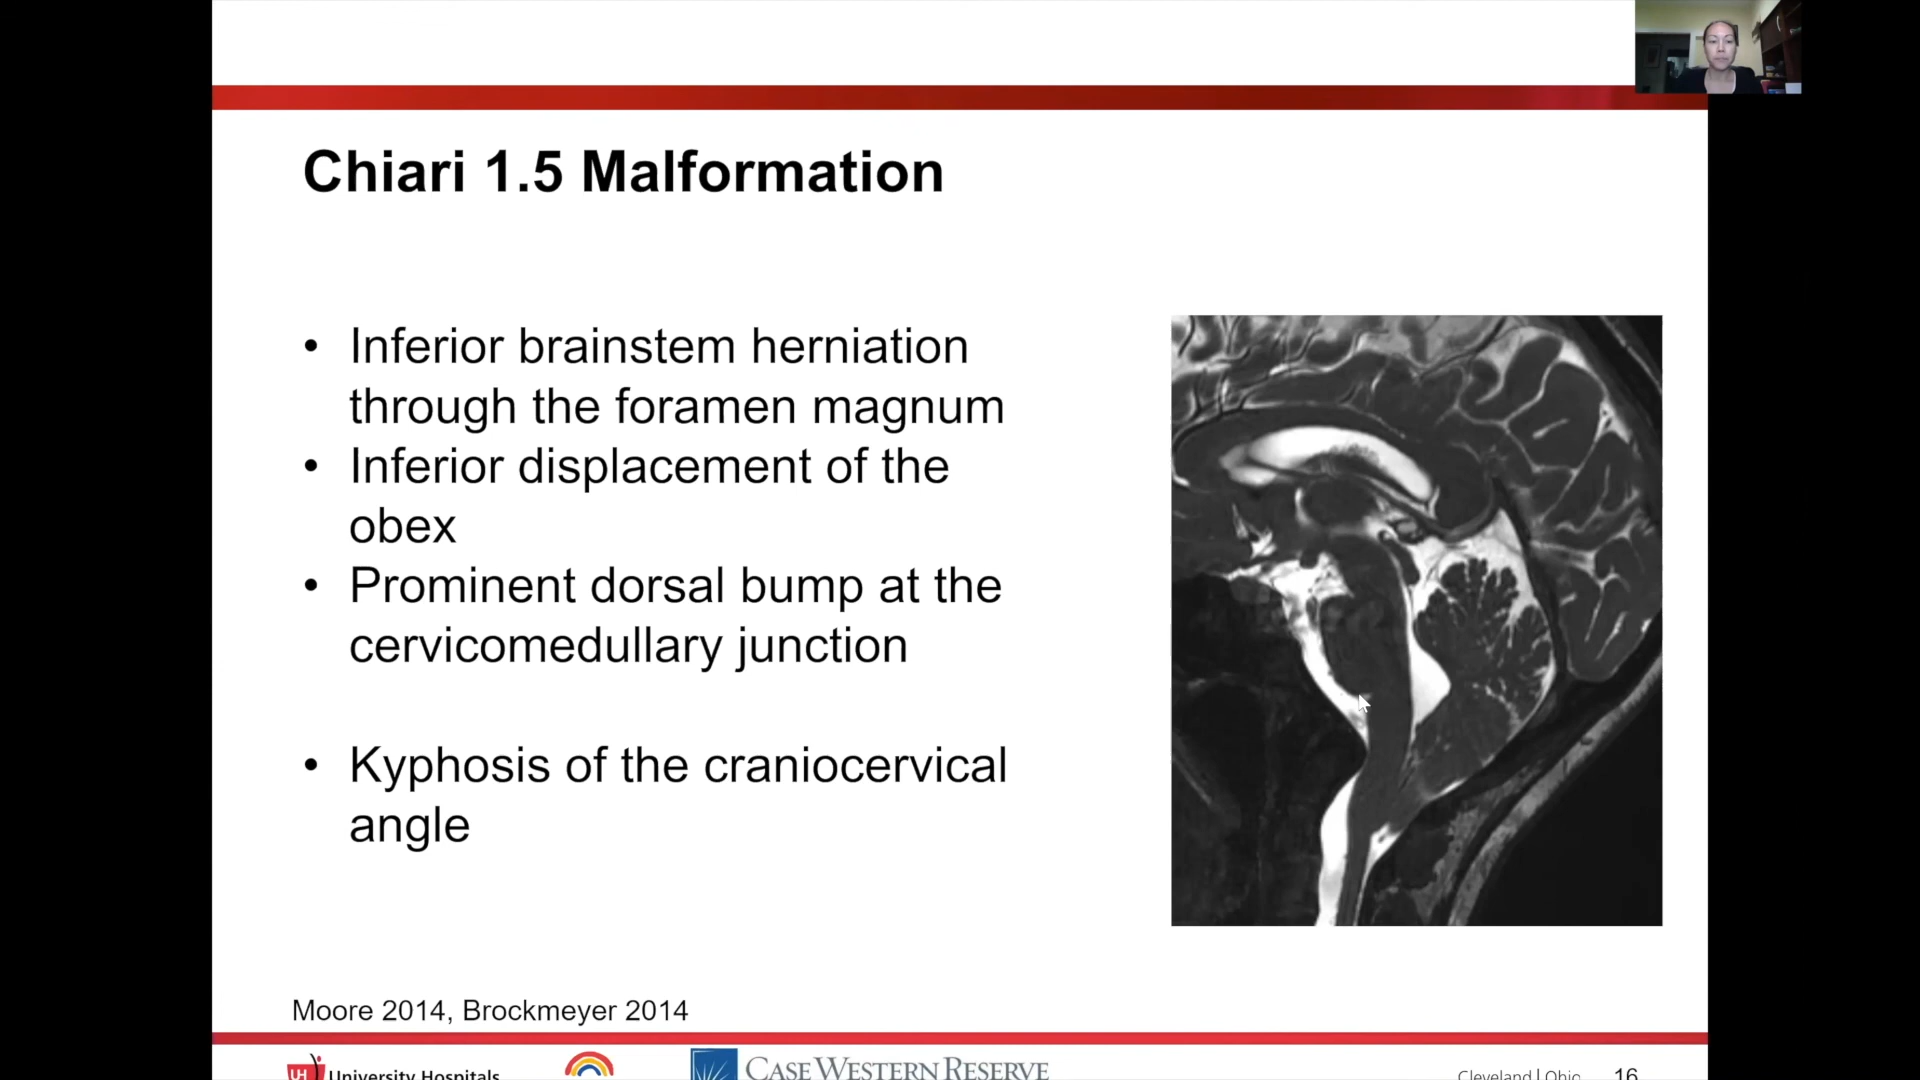 Chiari 1.5 Malformation
• Inferior brainstem herniation
through the foramen magnum
• Inferior displacement of the
obex
• Prominent dorsal bump at the
cervicomedullary junction
• Kyphosis of the craniocervical
angle
Moore 2014, Brockmeyer 2014
UH University Hospitals
CASE WESTERN RESERVE
Cleveland | Ohio 16